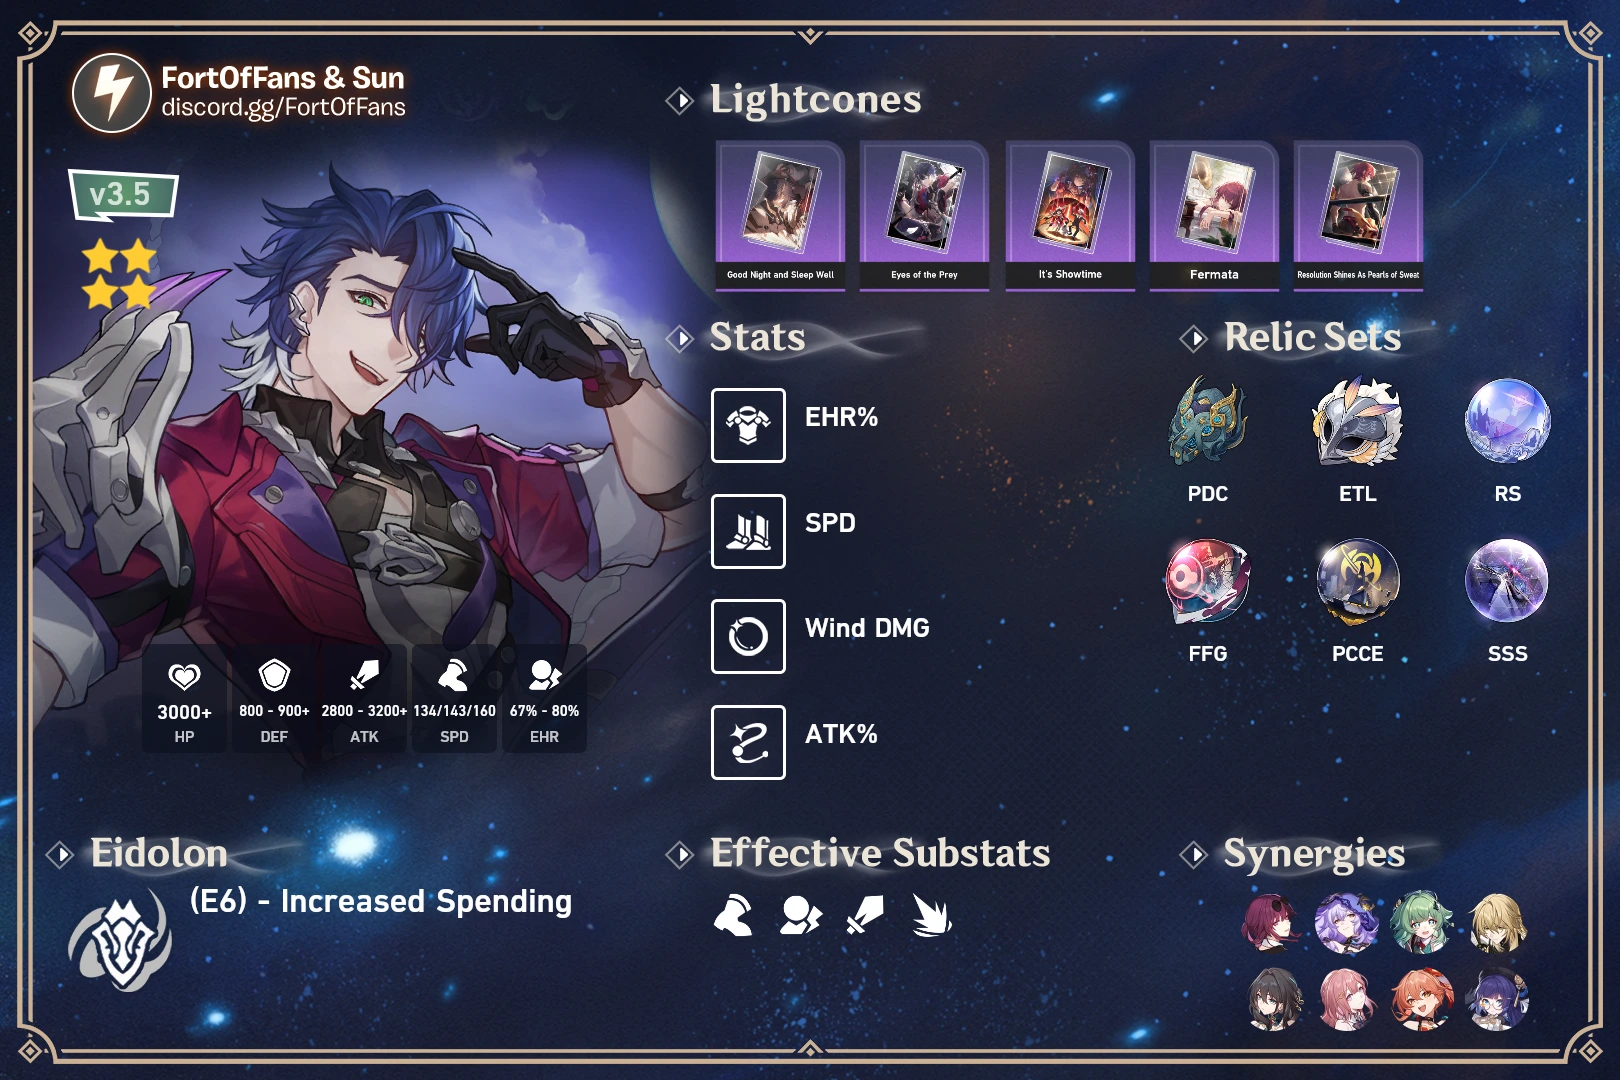 FortOfFans & Sun
discord.gg/FortOfFans
v3.5
Lightcones
Good Night and Sleep Well
Eyes of the Prey
It's Showtime
Fermata
Resolution Shines As Pearls of Sweat
Stats
EHR%
SPD
Wind DMG
ATK%
Relic Sets
PDC
ETL
RS
FFG
PCCE
SSS
3000+
HP
800 - 900+
DEF
2800 - 3200+
ATK
134/143/160
SPD
67% - 80%
EHR
Eidolon
(E6) - Increased Spending
Effective Substats
Synergies